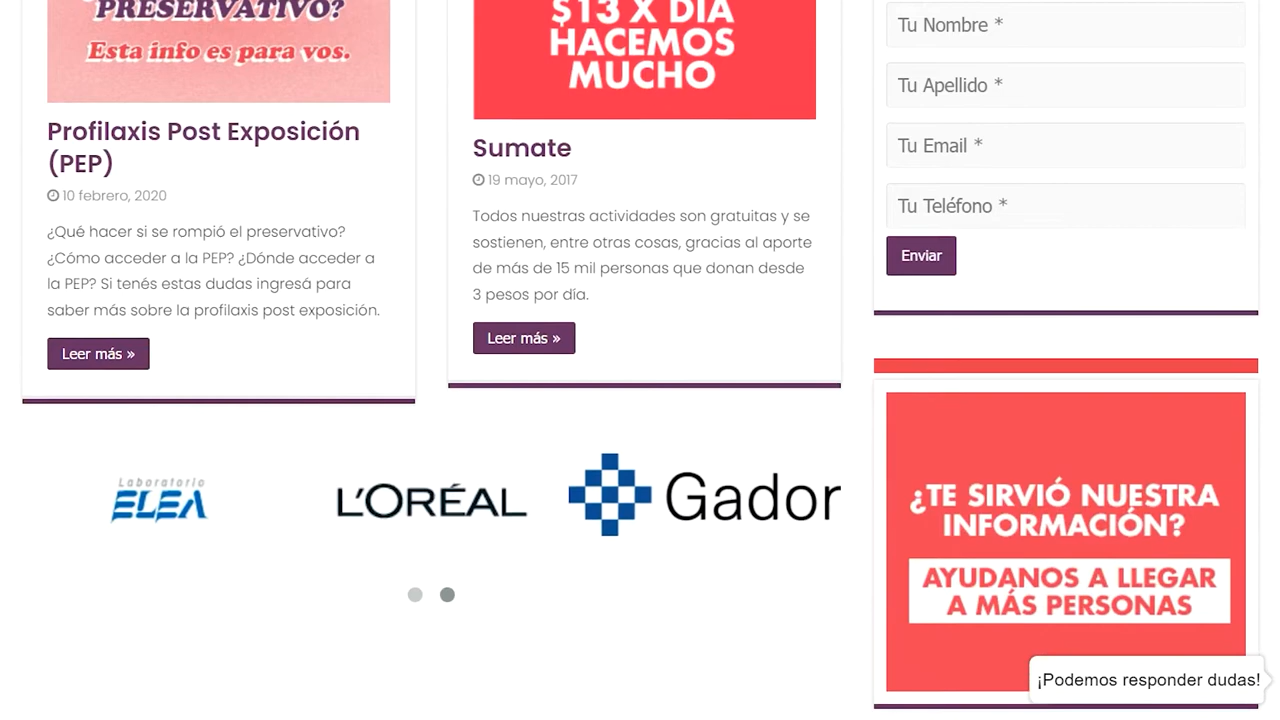 PRESERVATIVO?
Esta info es para vos.
Profilaxis Post Exposición
(PEP)
10 febrero, 2020
¿Qué hacer si se rompió el preservativo?
¿Cómo acceder a la PEP? ¿Dónde acceder a
la PEP? Si tenés estas dudas ingresá para
saber más sobre la profilaxis post exposición.
Leer más »
$13 X DÍA
HACEMOS
MUCHO
Sumate
19 mayo, 2017
Todos nuestras actividades son gratuitas y se
sostienen, entre otras cosas, gracias al aporte
de más de 15 mil personas que donan desde
3 pesos por día.
Leer más »
Laboratorio
ELEA
L'ORÉAL
Gador
Tu Nombre *
Tu Apellido *
Tu Email *
Tu Teléfono *
Enviar
¿TE SIRVIÓ NUESTRA
INFORMACIÓN?
AYUDANOS A LLEGAR
A MÁS PERSONAS
¡Podemos responder dudas!